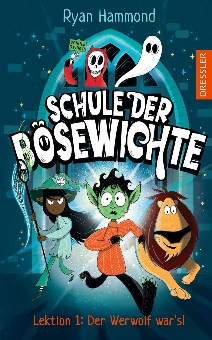 Ryan Hammond
DRESSLER
SCHULE DER
BÖSEWICHTE
Lektion 1: Der Werwolf war's!